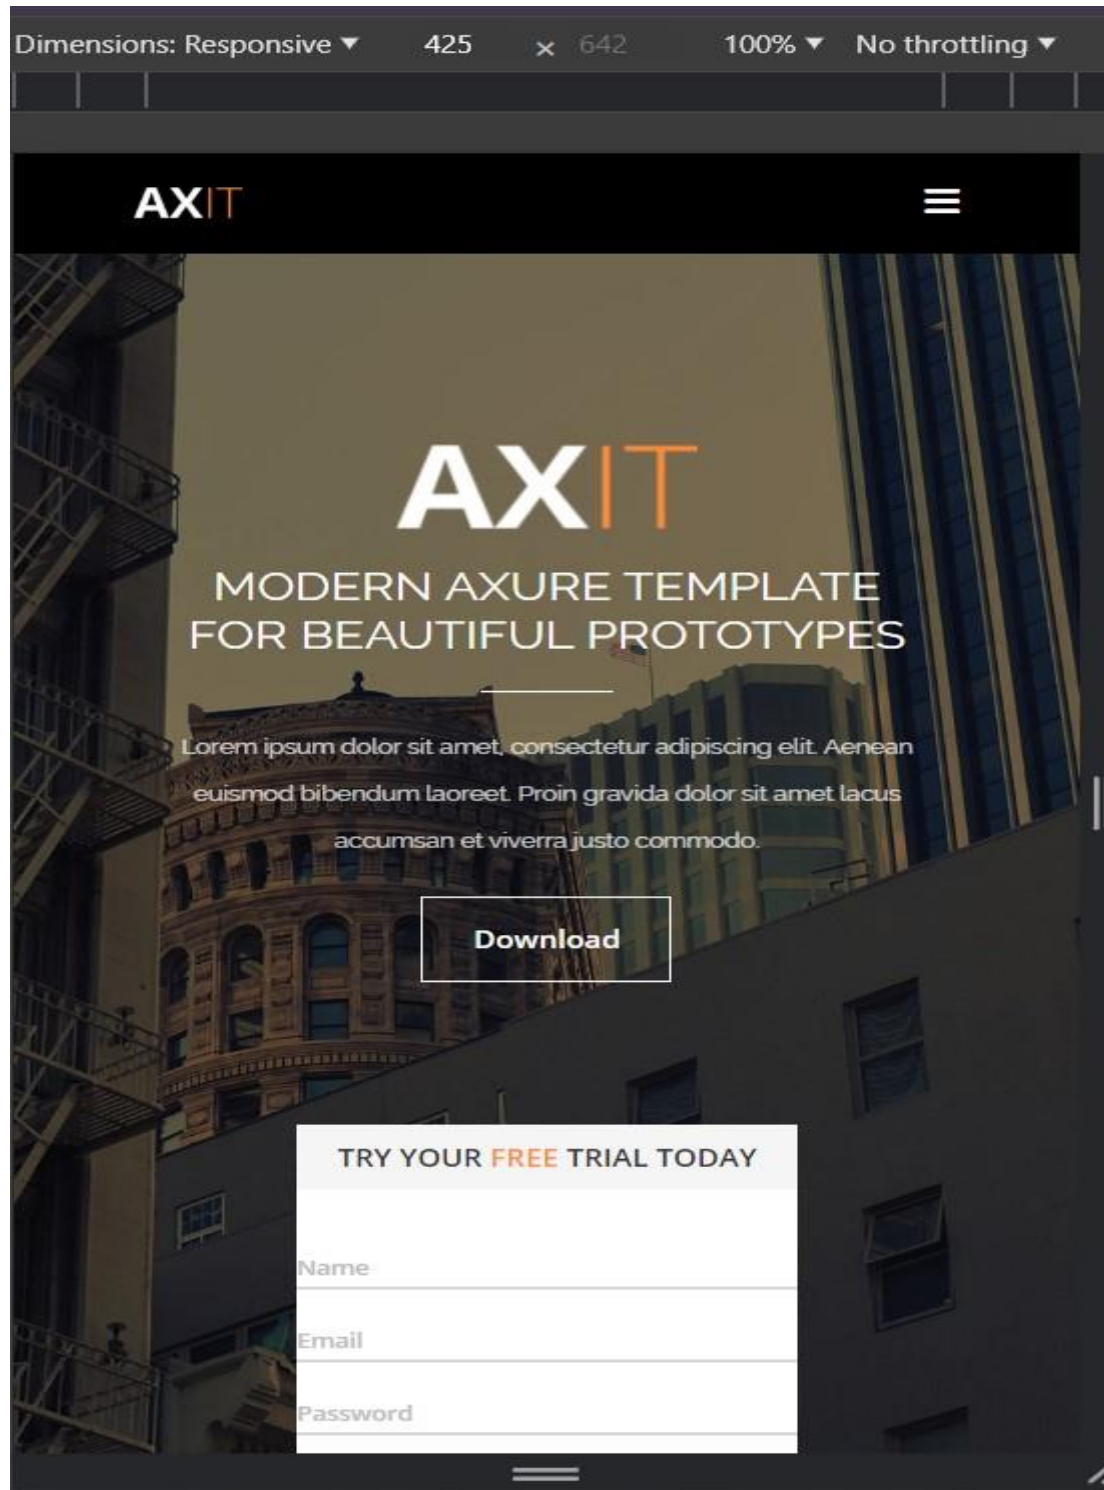 Dimensions: Responsive 425 × 642 100% No throttling
AXIT
AXIT
MODERN AXURE TEMPLATE
FOR BEAUTIFUL PROTOTYPES
Lorem ipsum dolor sit amet, consectetur adipiscing elit. Aenean
euismod bibendum laoreet. Proin gravida dolor sit amet lacus
accumsan et viverra justo commodo.
Download
TRY YOUR FREE TRIAL TODAY
Name
Email
Password